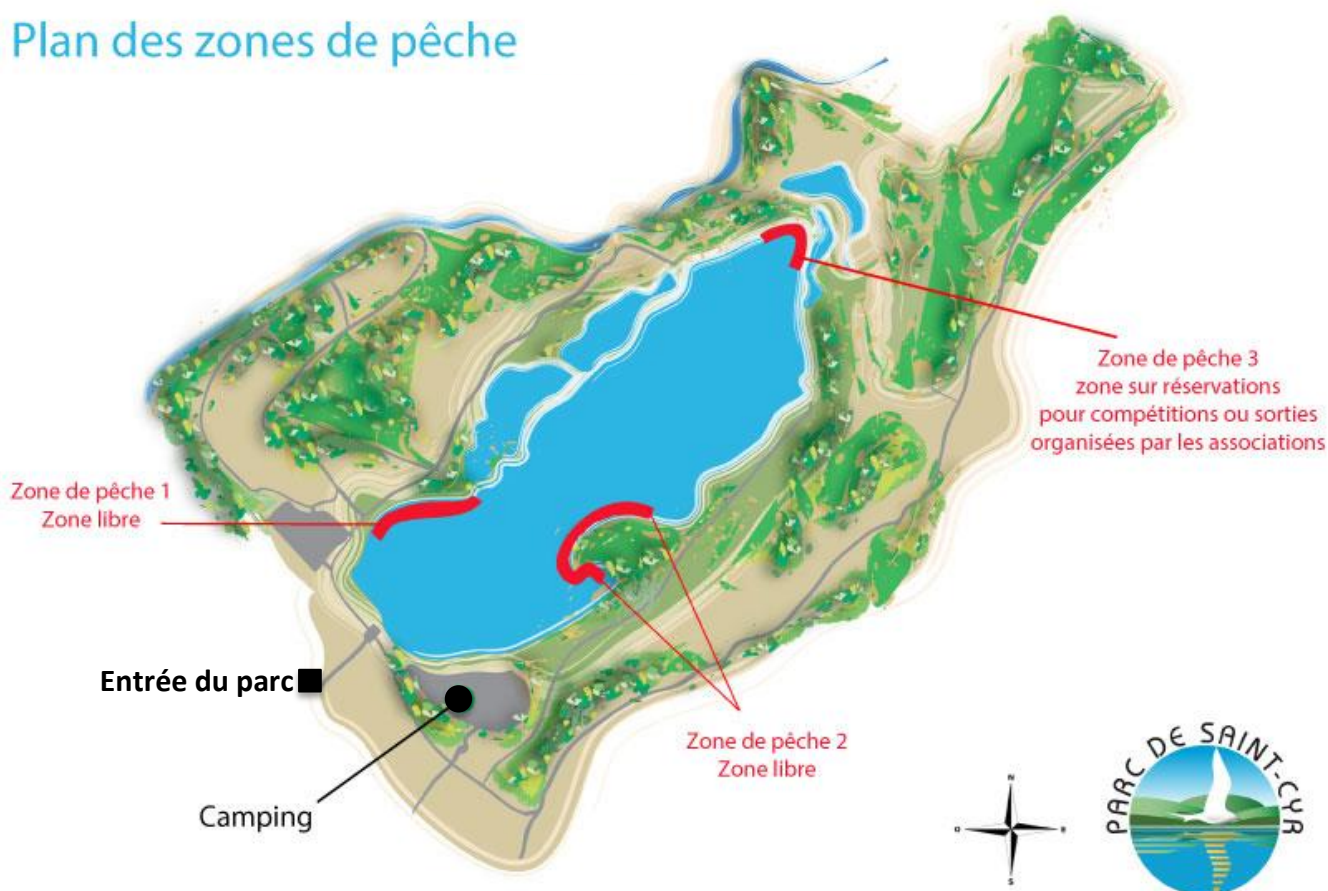 Plan des zones de pêche
Zone de pêche 3
zone sur réservations
pour compétitions ou sorties
organisées par les associations
Zone de pêche 1
Zone libre
Entrée du parc
Zone de pêche 2
Zone libre
Camping
N
O
E
S
PARC DE SAINT-CYR